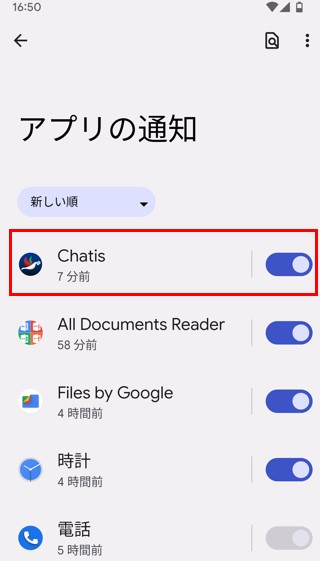 16:50
アプリの通知
新しい順
Chatis
7 分前
All Documents Reader
58 分前
Files by Google
4 時間前
時計
4 時間前
電話
5 時間前